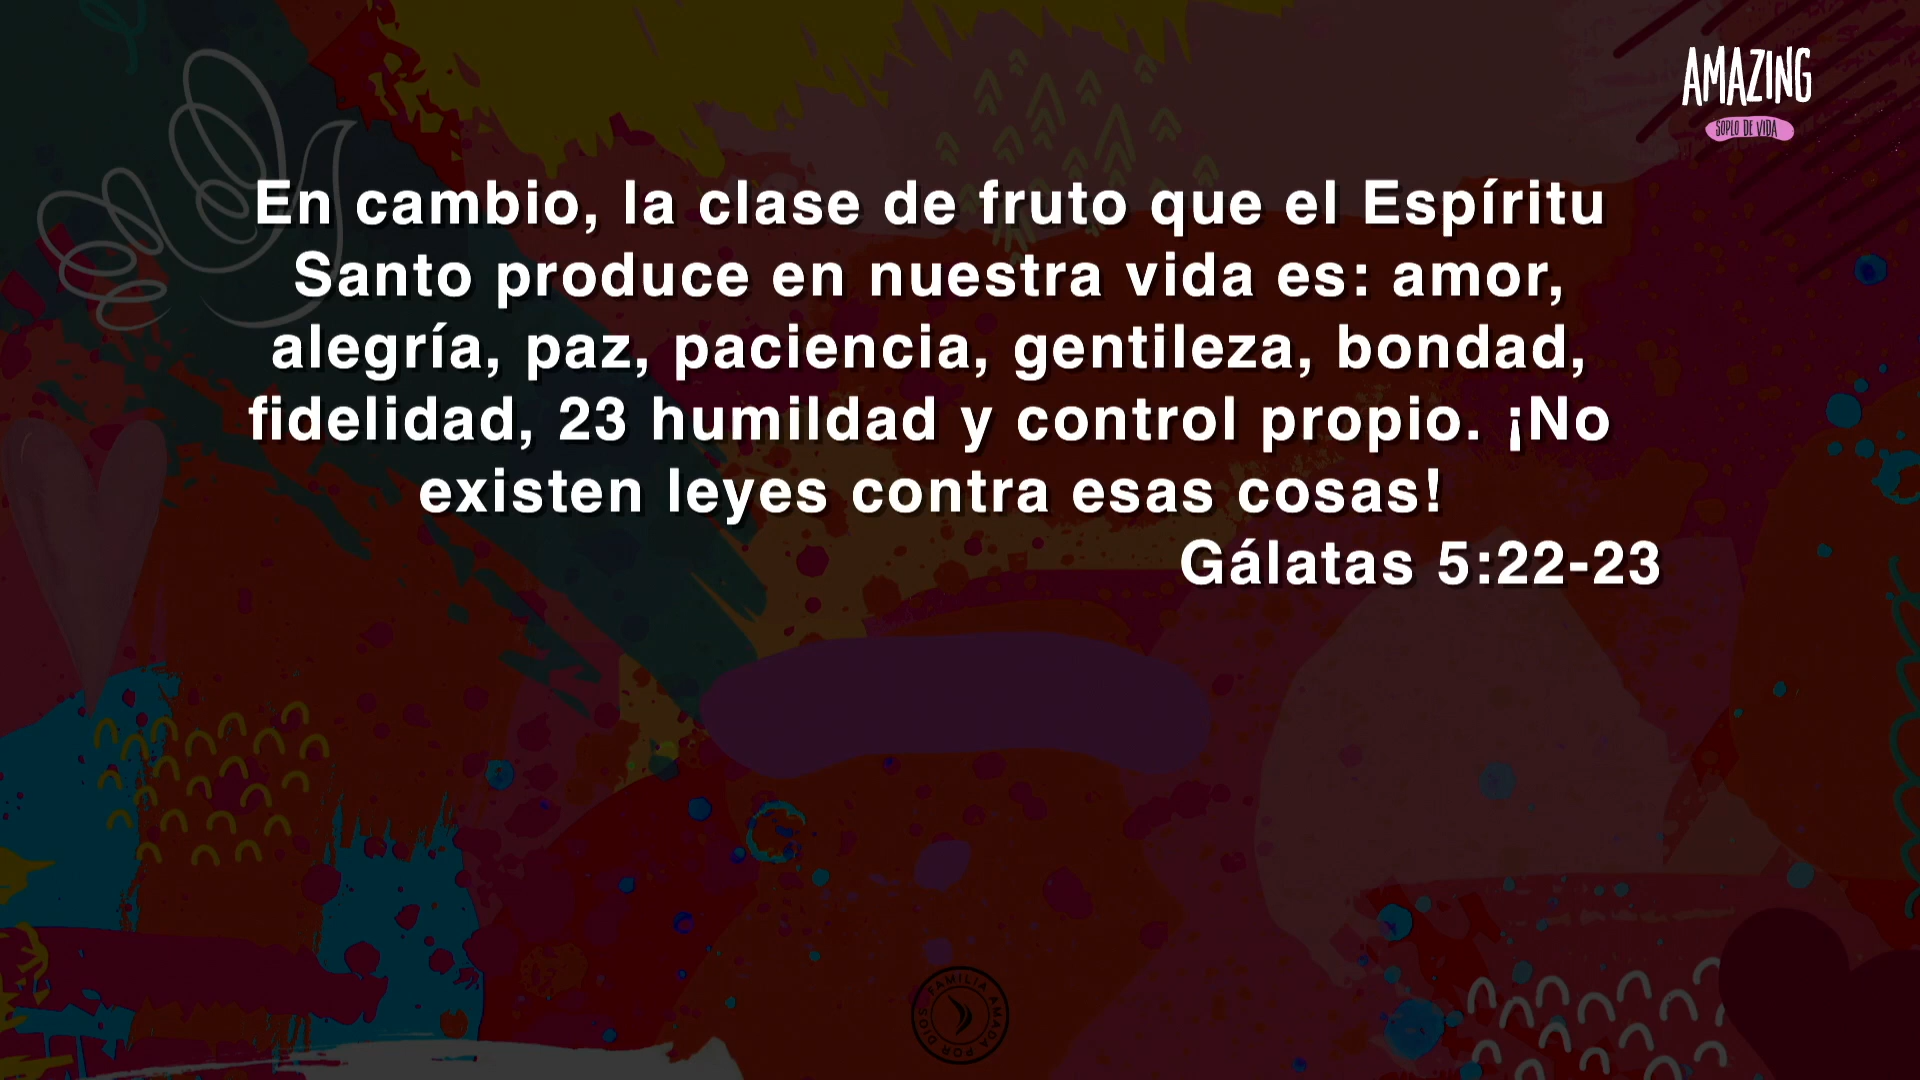 AMAZING
SOPLO DE VIDA
En cambio, la clase de fruto que el Espíritu
Santo produce en nuestra vida es: amor,
alegría, paz, paciencia, gentileza, bondad,
fidelidad, 23 humildad y control propio. ¡No
existen leyes contra esas cosas!
Gálatas 5:22-23
FAMILIA AMADA POR DIOS